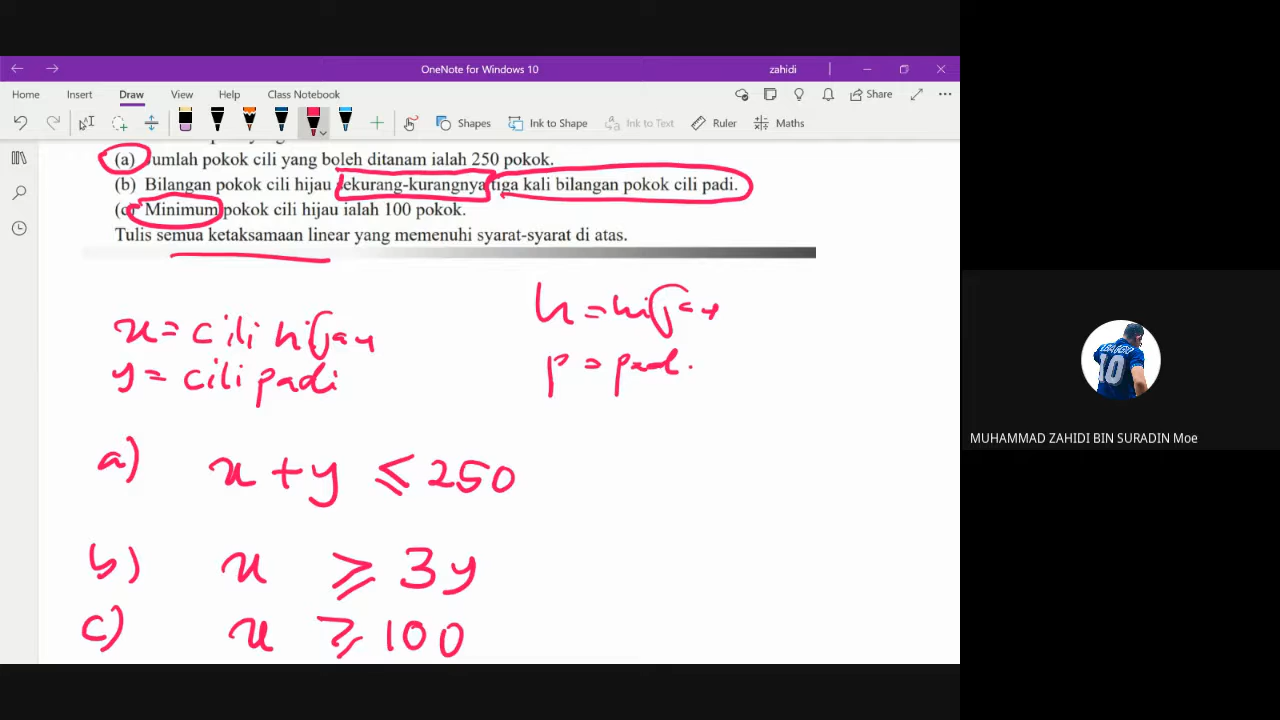 OneNote for Windows 10
zahidi
Home Insert Draw View Help Class Notebook
Share
Shapes Ink to Shape Ink to Text Ruler Maths
(a) Jumlah pokok cili yang boleh ditanam ialah 250 pokok.
(b) Bilangan pokok cili hijau sekurang-kurangnya tiga kali bilangan pokok cili padi.
(c) Minimum pokok cili hijau ialah 100 pokok.
Tulis semua ketaksamaan linear yang memenuhi syarat-syarat di atas.
x = cili hijau
y = cili padi
h = hijau
p = padi
a) x + y ≤ 250
b) x ≥ 3y
c) x ≥ 100
10
MUHAMMAD ZAHIDI BIN SURADIN Moe